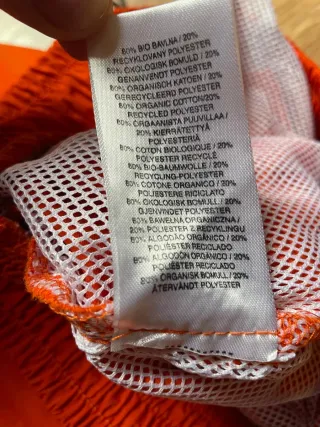 80% BIO BAVLNA / 20%
RECYKLOVANÝ POLYESTER
80% ØKOLOGISK BOMULD / 20%
GENANVENDT POLYESTER
80% ORGANISCH KATOEN / 20%
GERECYCLEERD POLYESTER
80% ORGANIC COTTON/20%
RECYCLED POLYESTER
80% ORGAANISTA PUUVILLAA /
20% KIERRÄTETTYÄ
POLYESTERIÄ
80% COTON BIOLOGIQUE / 20%
POLYESTER RECYCLÉ
80% BIO-BAUMWOLLE / 20%
RECYCLING-POLYESTER
80% COTONE ORGANICO / 20%
POLIESTERE RICICLATO
80% ØKOLOGISK BOMULL / 20%
GJENVINDET POLYESTER
80% BAWEŁNA ORGANICZNA /
20% POLIESTER Z RECYKLINGU
80% ALGODÃO ORGÂNICO / 20%
POLIÉSTER RECICLADO
80% ALGODÓN ORGÁNICO / 20%
POLIÉSTER RECICLADO
80% ORGANISK BOMULL / 20%
ÅTERVÄNDT POLYESTER